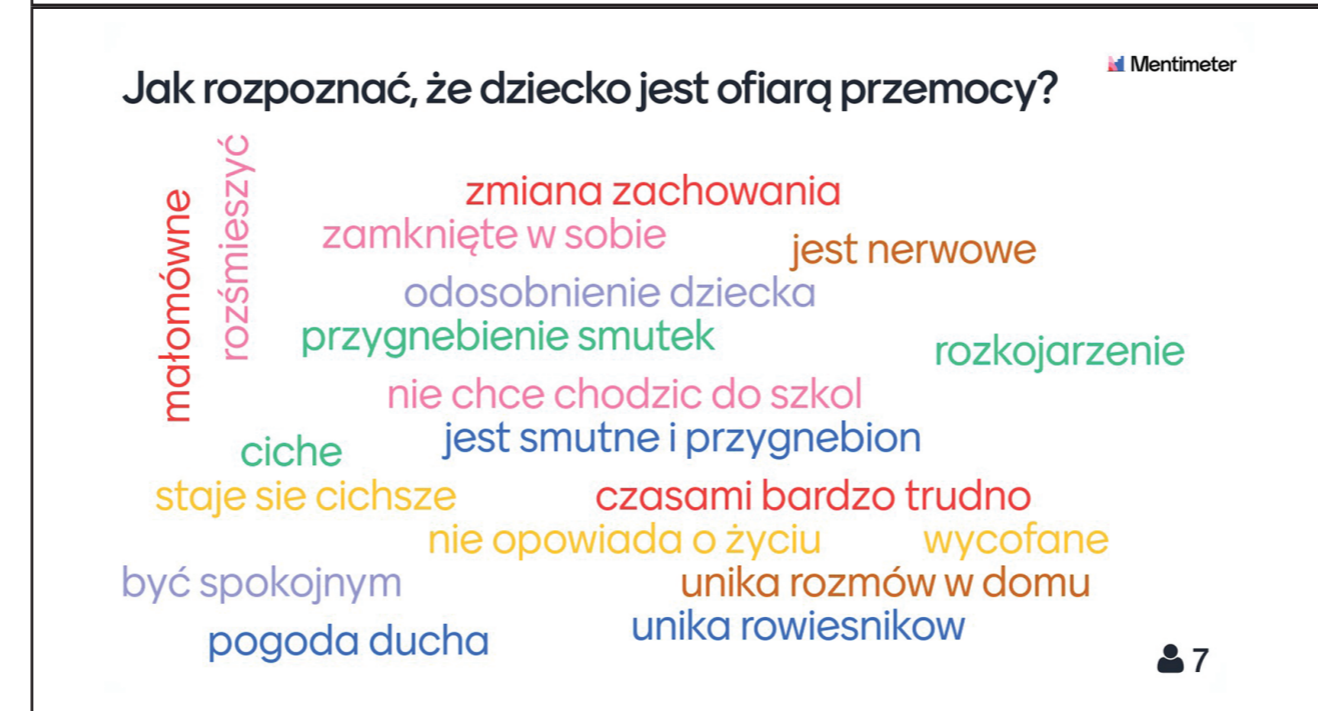 Jak rozpoznać, że dziecko jest ofiarą przemocy?
Mentimeter
małomówne
rozśmieszyć
zmiana zachowania
zamknięte w sobie
jest nerwowe
odosobnienie dziecka
przygnebienie smutek
rozkojarzenie
nie chce chodzic do szkol
jest smutne i przygnebion
ciche
staje sie cichsze
czasami bardzo trudno
nie opowiada o życiu
wycofane
być spokojnym
unika rozmów w domu
pogoda ducha
unika rowiesnikow
7